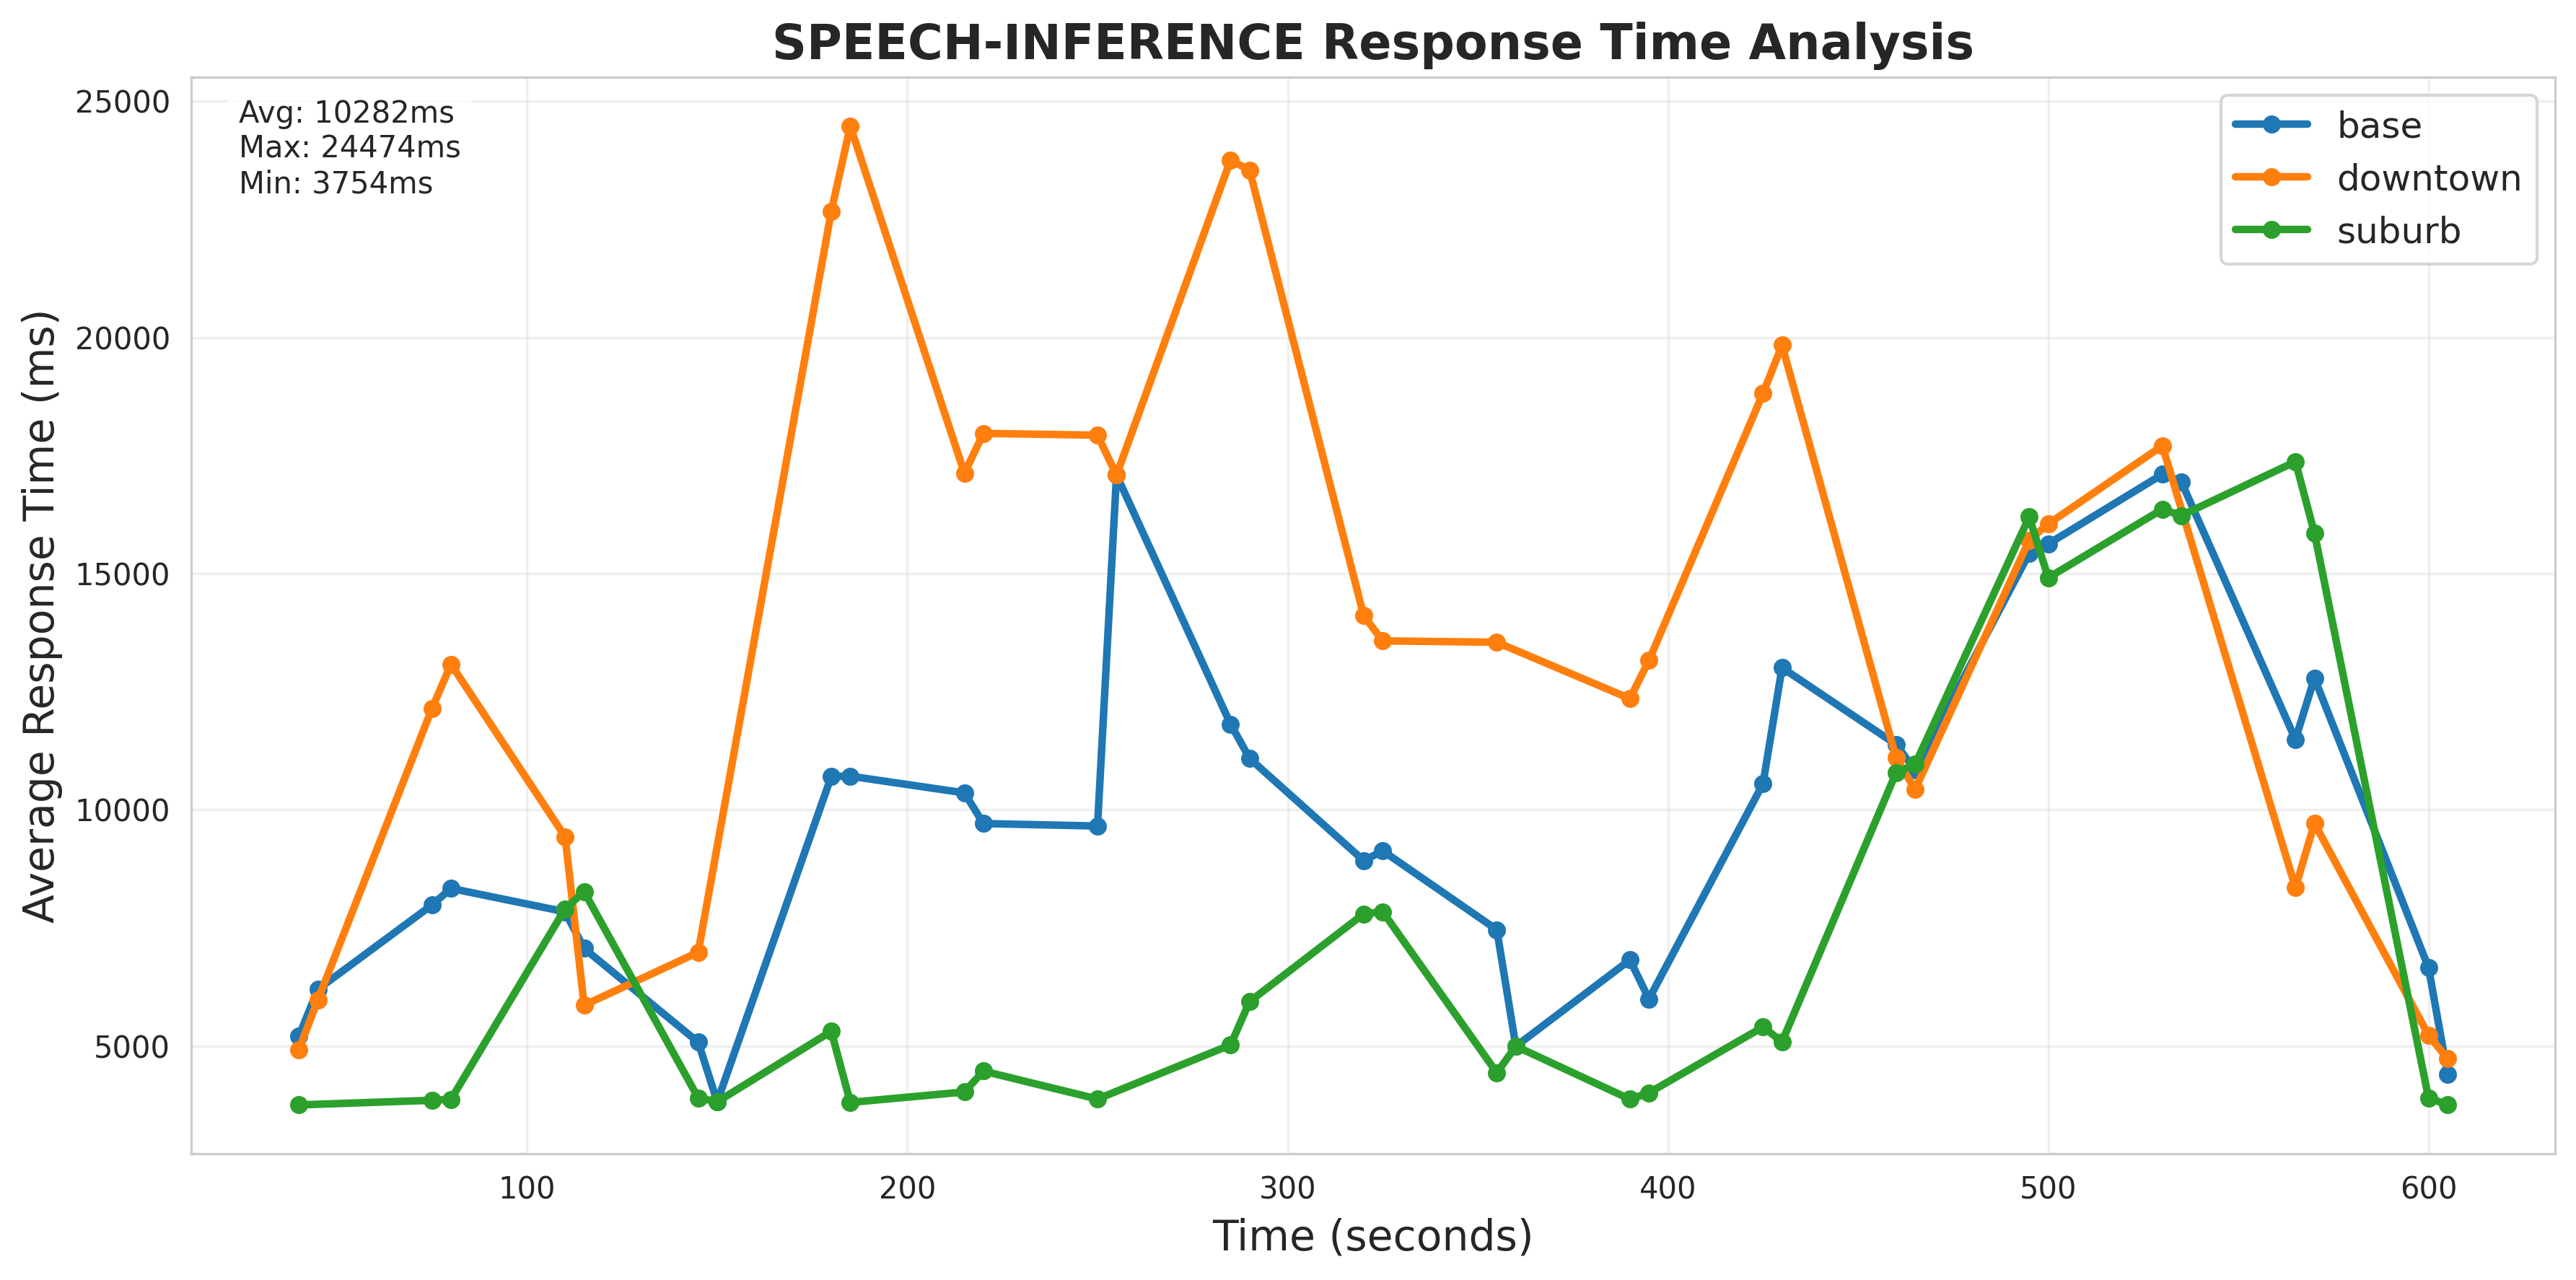 SPEECH-INFERENCE Response Time Analysis
Avg: 10282ms
Max: 24474ms
Min: 3754ms
base
downtown
suburb
Average Response Time (ms)
25000
20000
15000
10000
5000
100 200 300 400 500 600
Time (seconds)